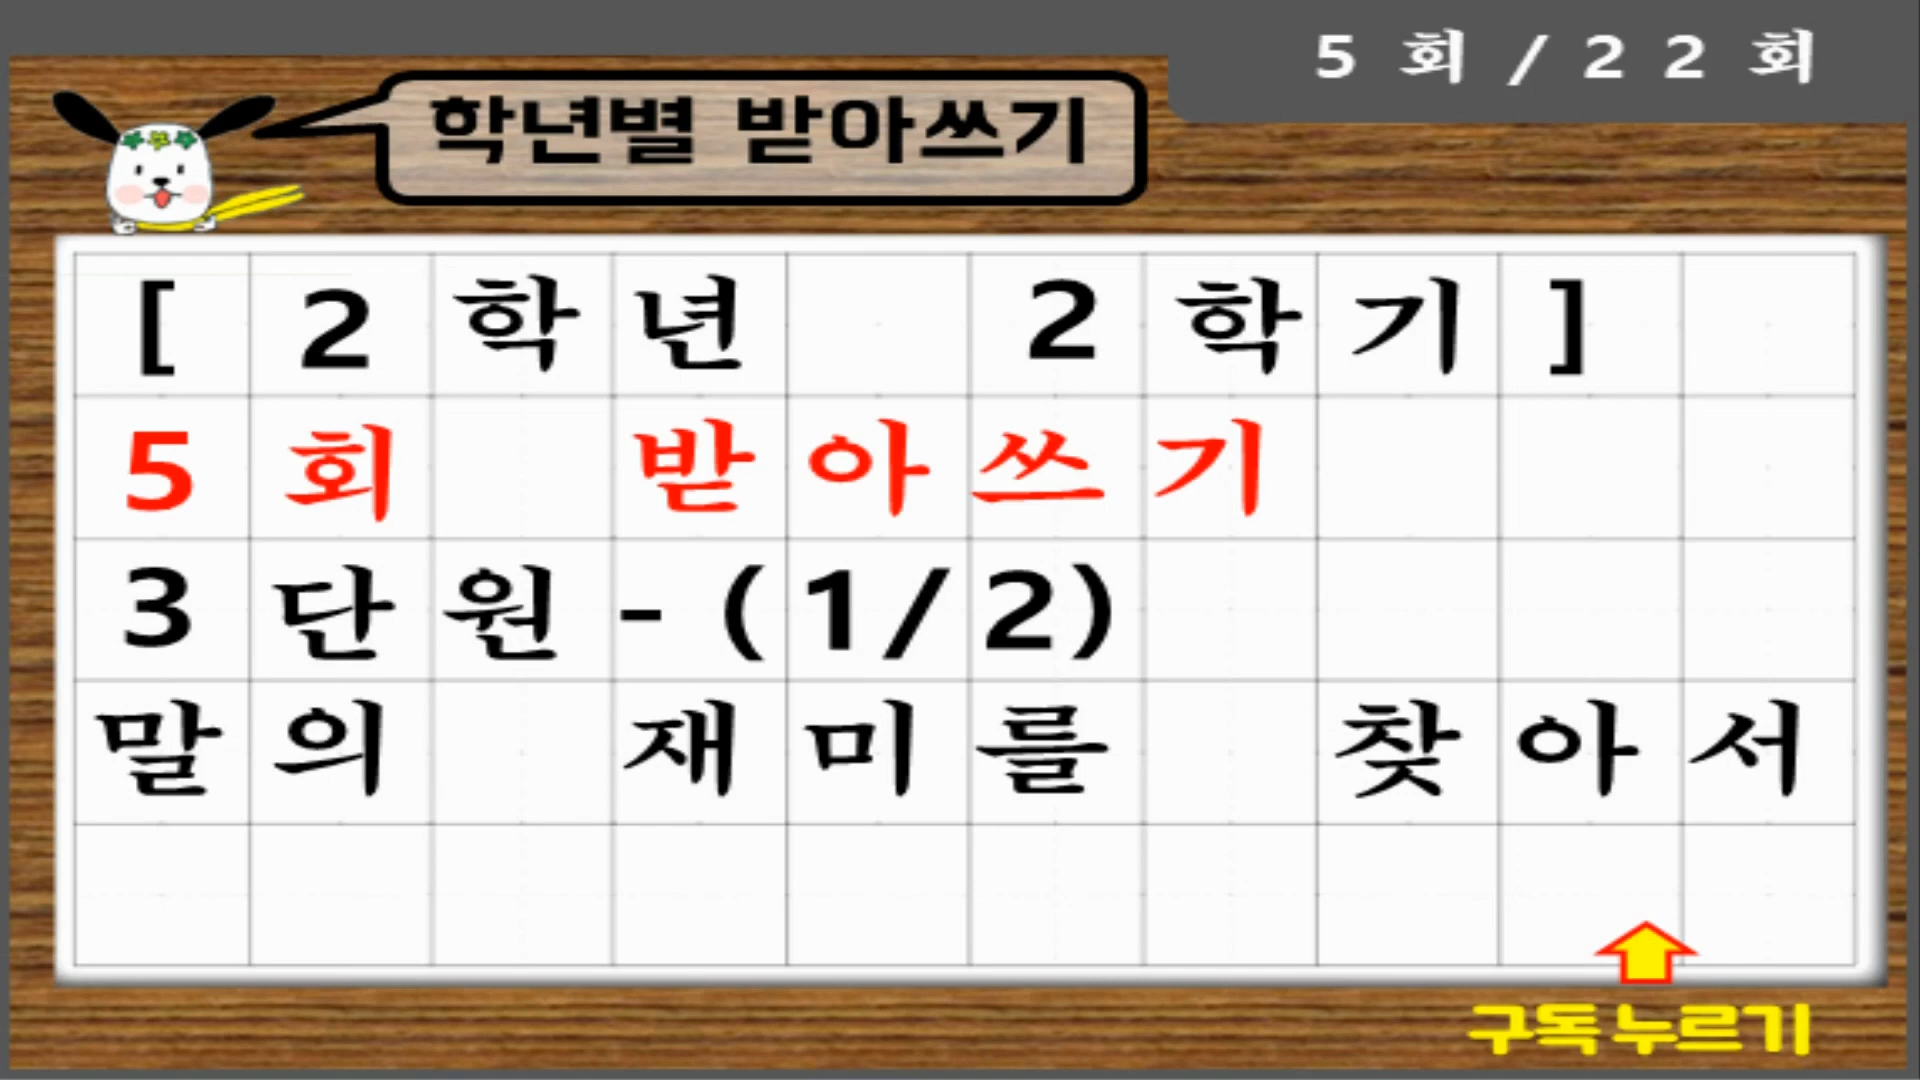 5 회 / 2 2 회
학년별 받아쓰기
[ 2 학 년 2 학 기 ]
5 회 받 아 쓰 기
3 단 원 - ( 1 / 2 )
말 의 재 미 를 찾 아 서
구독누르기